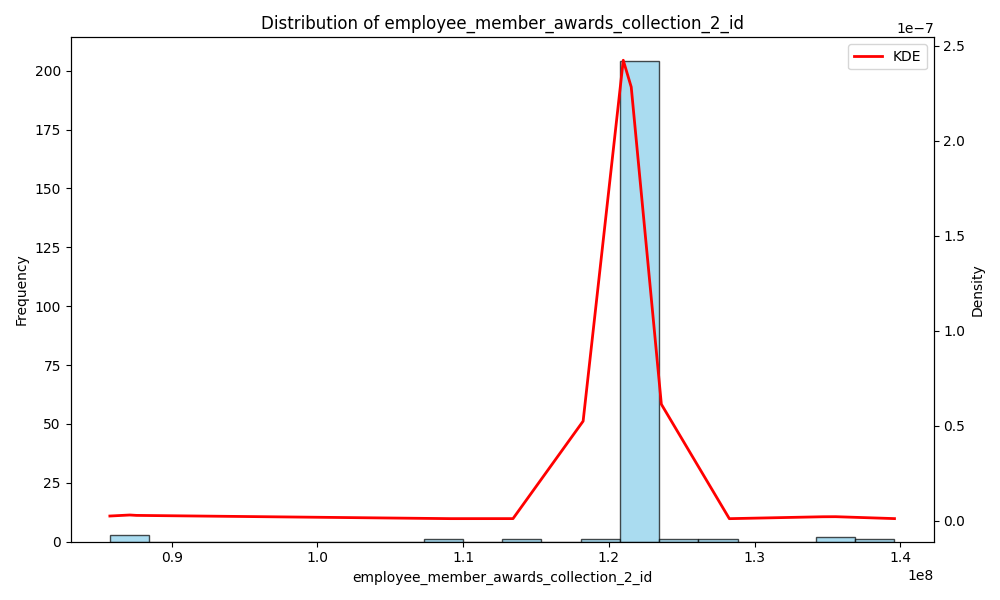 Distribution of employee_member_awards_collection_2_id
1e−7
KDE
Frequency
0
25
50
75
100
125
150
175
200
0.0
0.5
1.0
1.5
2.0
2.5
Density
0.9 1.0 1.1 1.2 1.3 1.4
employee_member_awards_collection_2_id
1e8